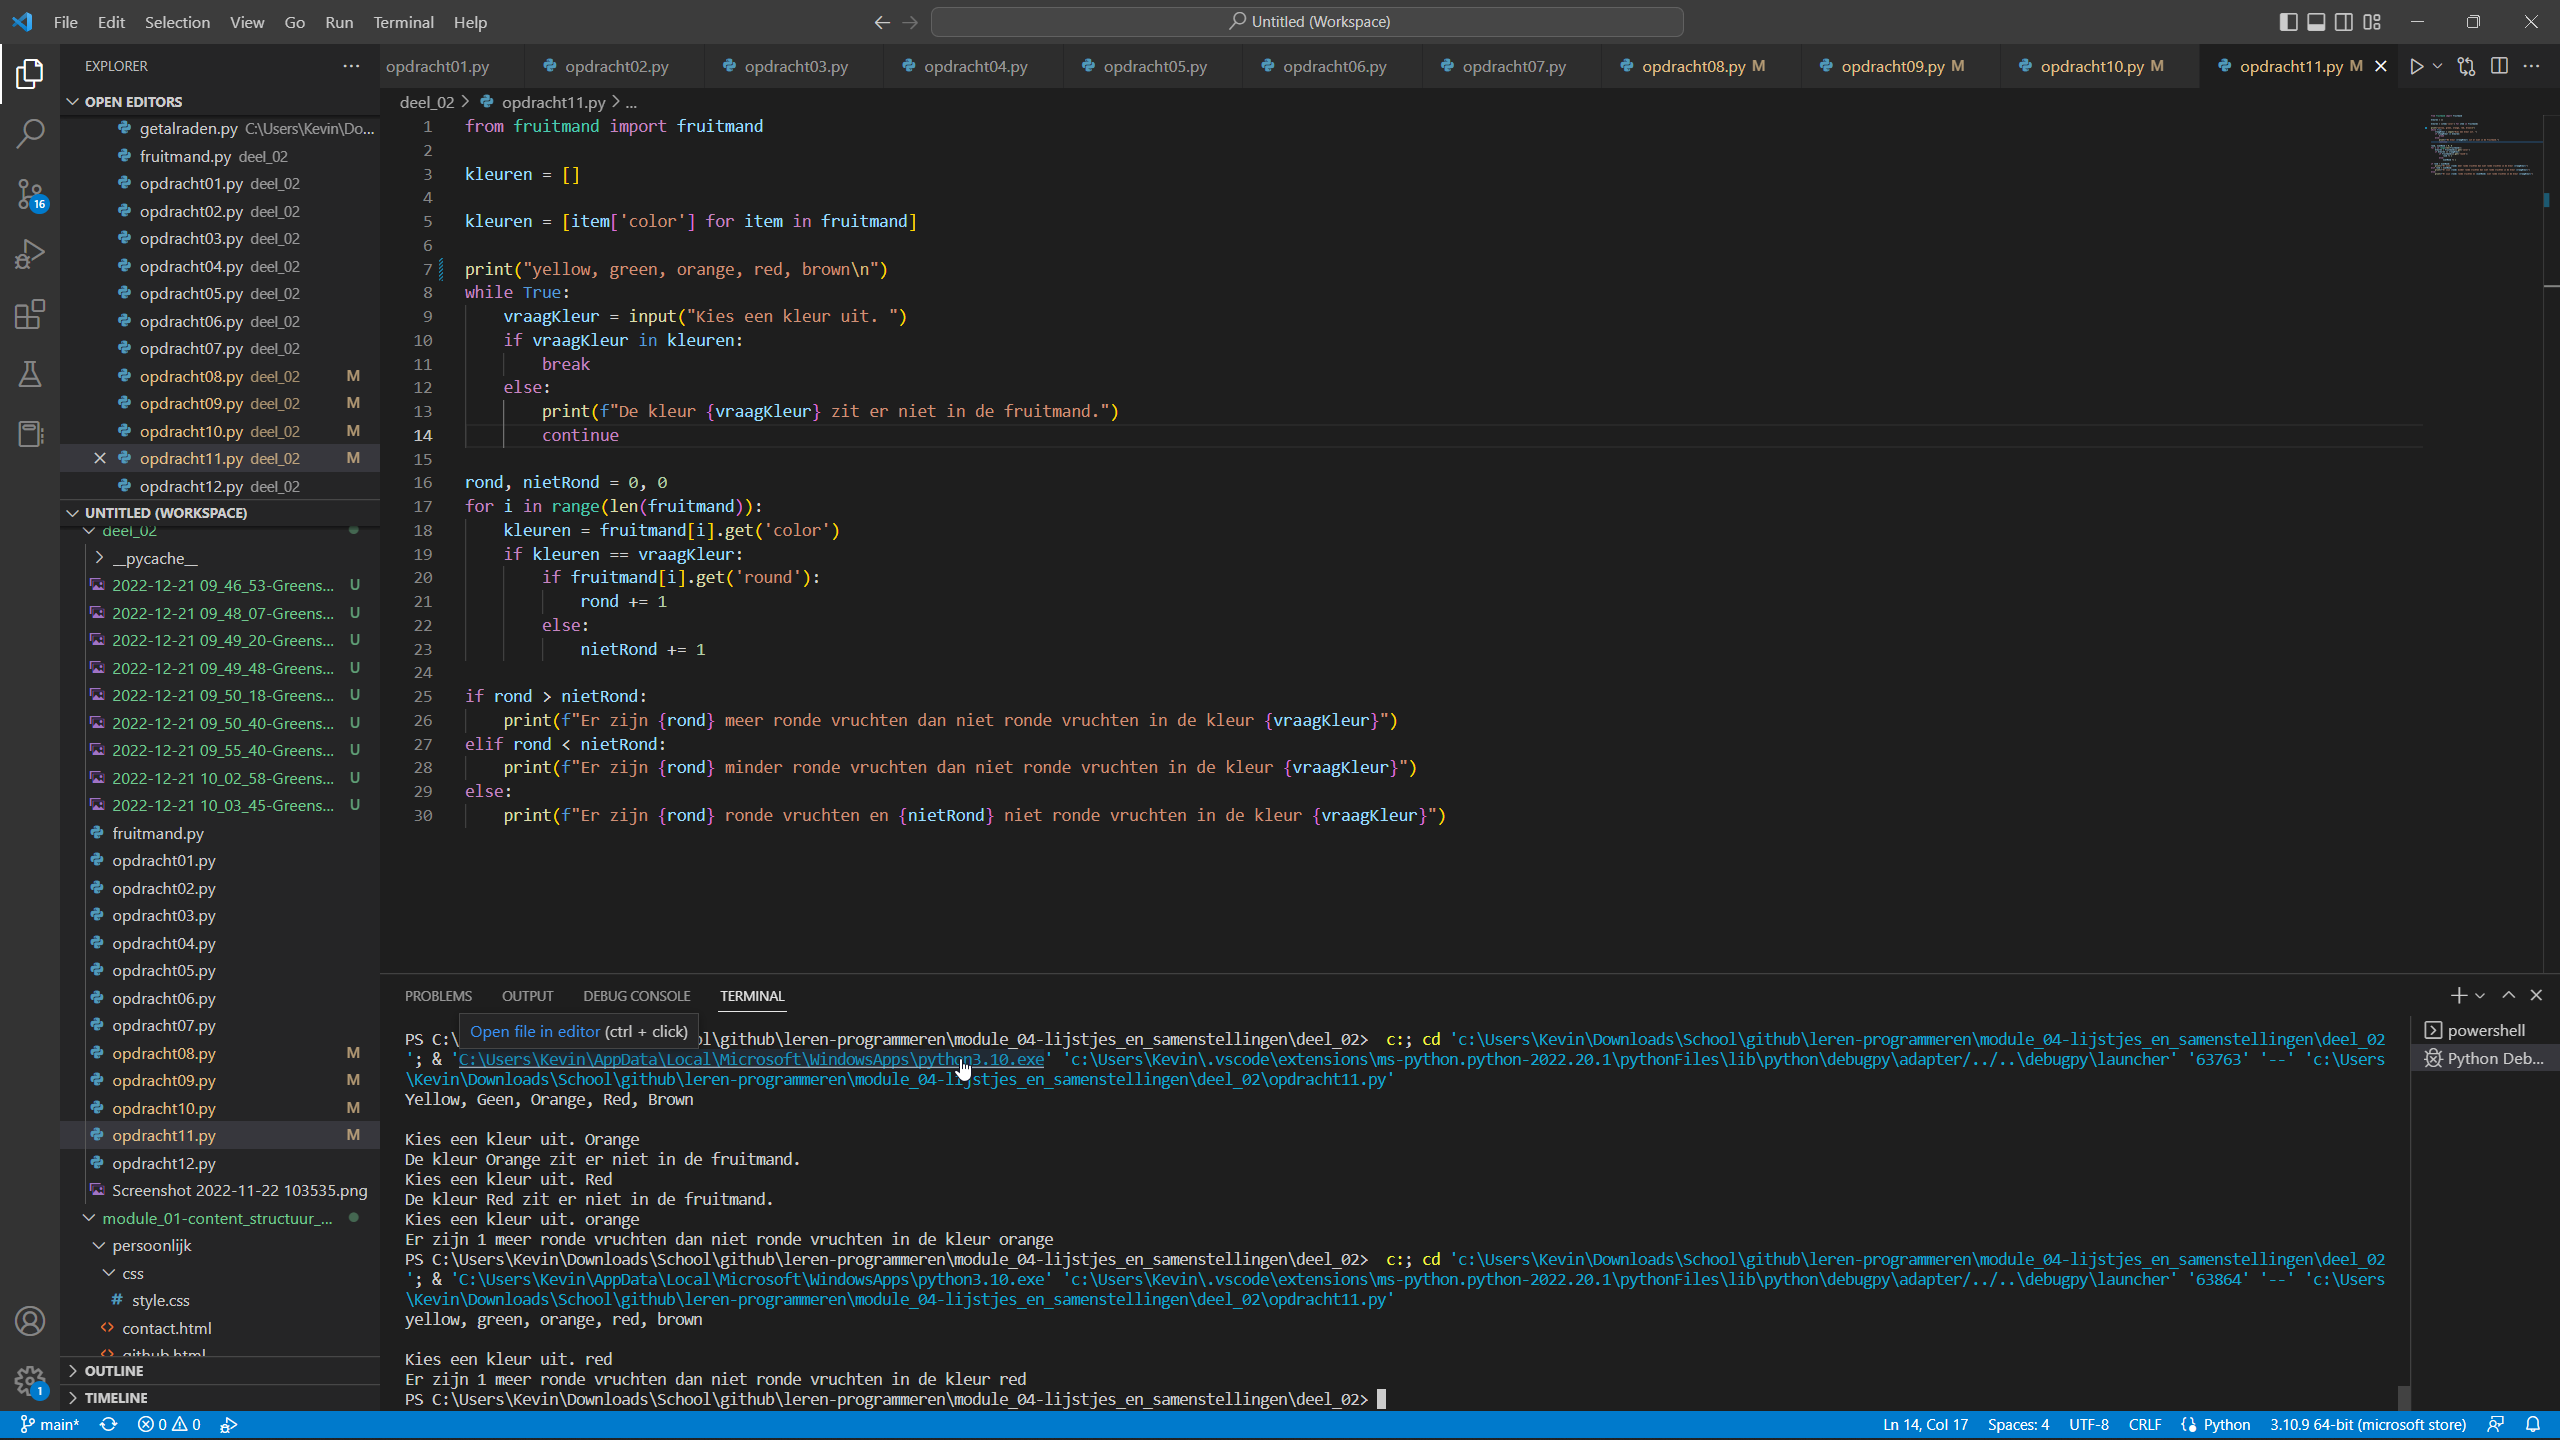 File Edit Selection View Go Run Terminal Help
Untitled (Workspace)
EXPLORER
opdracht01.py opdracht02.py opdracht03.py opdracht04.py opdracht05.py opdracht06.py opdracht07.py opdracht08.py M opdracht09.py M opdracht10.py M opdracht11.py M
OPEN EDITORS
getalraden.py C:\Users\Kevin\Do...
fruitmand.py deel_02
opdracht01.py deel_02
opdracht02.py deel_02
opdracht03.py deel_02
opdracht04.py deel_02
opdracht05.py deel_02
opdracht06.py deel_02
opdracht07.py deel_02
opdracht08.py deel_02 M
opdracht09.py deel_02 M
opdracht10.py deel_02 M
opdracht11.py deel_02 M
opdracht12.py deel_02
UNTITLED (WORKSPACE)
deel_02
__pycache__
2022-12-21 09_46_53-Greens... U
2022-12-21 09_48_07-Greens... U
2022-12-21 09_49_20-Greens... U
2022-12-21 09_49_48-Greens... U
2022-12-21 09_50_18-Greens... U
2022-12-21 09_50_40-Greens... U
2022-12-21 09_55_40-Greens... U
2022-12-21 10_02_58-Greens... U
2022-12-21 10_03_45-Greens... U
fruitmand.py
opdracht01.py
opdracht02.py
opdracht03.py
opdracht04.py
opdracht05.py
opdracht06.py
opdracht07.py
opdracht08.py M
opdracht09.py M
opdracht10.py M
opdracht11.py M
opdracht12.py
Screenshot 2022-11-22 103535.png
module_01-content_structuur_...
persoonlijk
css
style.css
contact.html
github.html
OUTLINE
TIMELINE
16
1
deel_02 > opdracht11.py > ...
1 from fruitmand import fruitmand
2
3 kleuren = []
4
5 kleuren = [item['color'] for item in fruitmand]
6
7 print("yellow, green, orange, red, brown\n")
8 while True:
9 vraagKleur = input("Kies een kleur uit. ")
10 if vraagKleur in kleuren:
11 break
12 else:
13 print(f"De kleur {vraagKleur} zit er niet in de fruitmand.")
14 continue
15
16 rond, nietRond = 0, 0
17 for i in range(len(fruitmand)):
18 kleuren = fruitmand[i].get('color')
19 if kleuren == vraagKleur:
20 if fruitmand[i].get('round'):
21 rond += 1
22 else:
23 nietRond += 1
24
25 if rond > nietRond:
26 print(f"Er zijn {rond} meer ronde vruchten dan niet ronde vruchten in de kleur {vraagKleur}")
27 elif rond < nietRond:
28 print(f"Er zijn {rond} minder ronde vruchten dan niet ronde vruchten in de kleur {vraagKleur}")
29 else:
30 print(f"Er zijn {rond} ronde vruchten en {nietRond} niet ronde vruchten in de kleur {vraagKleur}")
PROBLEMS OUTPUT DEBUG CONSOLE TERMINAL
Open file in editor (ctrl + click)
PS C:\ ol\github\leren-programmeren\module_04-lijstjes_en_samenstellingen\deel_02> c:; cd 'c:\Users\Kevin\Downloads\School\github\leren-programmeren\module_04-lijstjes_en_samenstellingen\deel_02
'; & 'C:\Users\Kevin\AppData\Local\Microsoft\WindowsApps\python3.10.exe' 'c:\Users\Kevin\.vscode\extensions\ms-python.python-2022.20.1\pythonFiles\lib\python\debugpy\adapter/../..\debugpy\launcher' '63763' '--' 'c:\Users
\Kevin\Downloads\School\github\leren-programmeren\module_04-lijstjes_en_samenstellingen\deel_02\opdracht11.py'
Yellow, Geen, Orange, Red, Brown
Kies een kleur uit. Orange
De kleur Orange zit er niet in de fruitmand.
Kies een kleur uit. Red
De kleur Red zit er niet in de fruitmand.
Kies een kleur uit. orange
Er zijn 1 meer ronde vruchten dan niet ronde vruchten in de kleur orange
PS C:\Users\Kevin\Downloads\School\github\leren-programmeren\module_04-lijstjes_en_samenstellingen\deel_02> c:; cd 'c:\Users\Kevin\Downloads\School\github\leren-programmeren\module_04-lijstjes_en_samenstellingen\deel_02
'; & 'C:\Users\Kevin\AppData\Local\Microsoft\WindowsApps\python3.10.exe' 'c:\Users\Kevin\.vscode\extensions\ms-python.python-2022.20.1\pythonFiles\lib\python\debugpy\adapter/../..\debugpy\launcher' '63864' '--' 'c:\Users
\Kevin\Downloads\School\github\leren-programmeren\module_04-lijstjes_en_samenstellingen\deel_02\opdracht11.py'
yellow, green, orange, red, brown
Kies een kleur uit. red
Er zijn 1 meer ronde vruchten dan niet ronde vruchten in de kleur red
PS C:\Users\Kevin\Downloads\School\github\leren-programmeren\module_04-lijstjes_en_samenstellingen\deel_02>
powershell
Python Deb...
main* 0 0 Ln 14, Col 17 Spaces: 4 UTF-8 CRLF Python 3.10.9 64-bit (microsoft store)